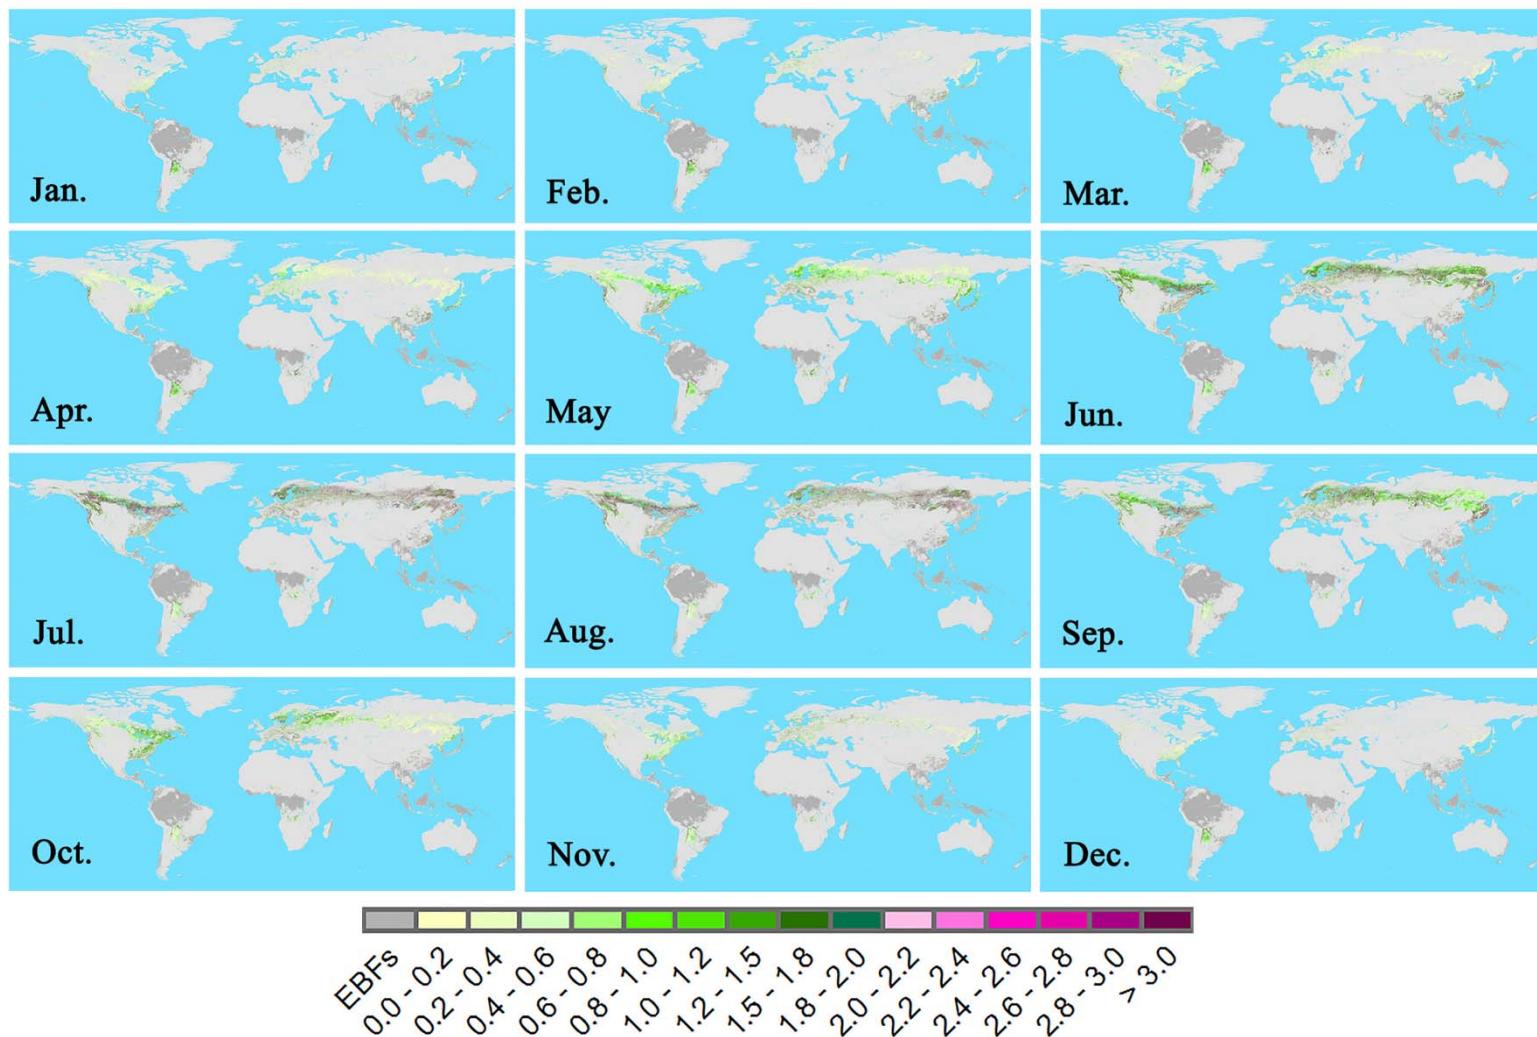 Jan.
Feb.
Mar.
Apr.
May
Jun.
Jul.
Aug.
Sep.
Oct.
Nov.
Dec.
EBFs
0.0 - 0.2
0.2 - 0.4
0.4 - 0.6
0.6 - 0.8
0.8 - 1.0
1.0 - 1.2
1.2 - 1.5
1.5 - 1.8
1.8 - 2.0
2.0 - 2.2
2.2 - 2.4
2.4 - 2.6
2.6 - 2.8
2.8 - 3.0
> 3.0